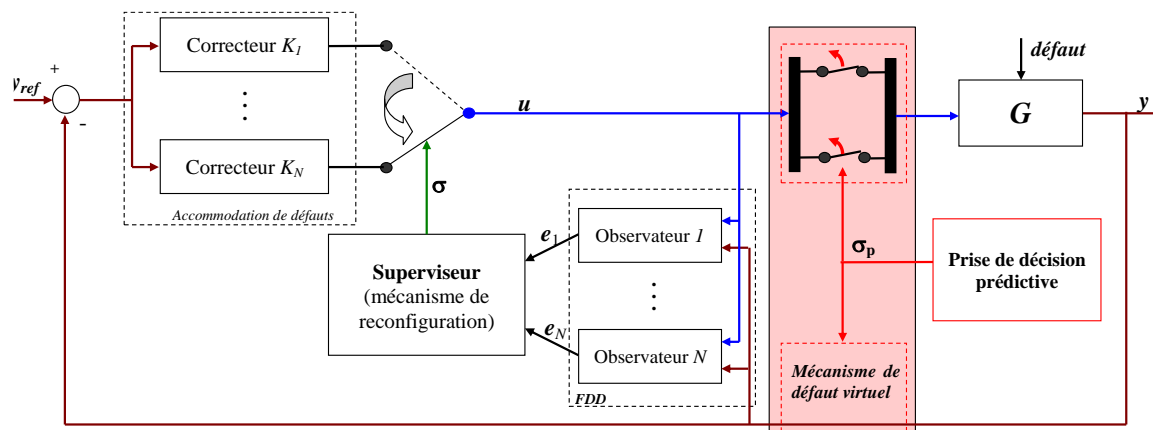 Correcteur K1
Correcteur KN
Accommodation de défauts
yref
+
-
σ
u
Superviseur
(mécanisme de
reconfiguration)
e1
eN
Observateur 1
Observateur N
FDD
σp
Mécanisme de
défaut virtuel
défaut
G
y
Prise de décision
prédictive